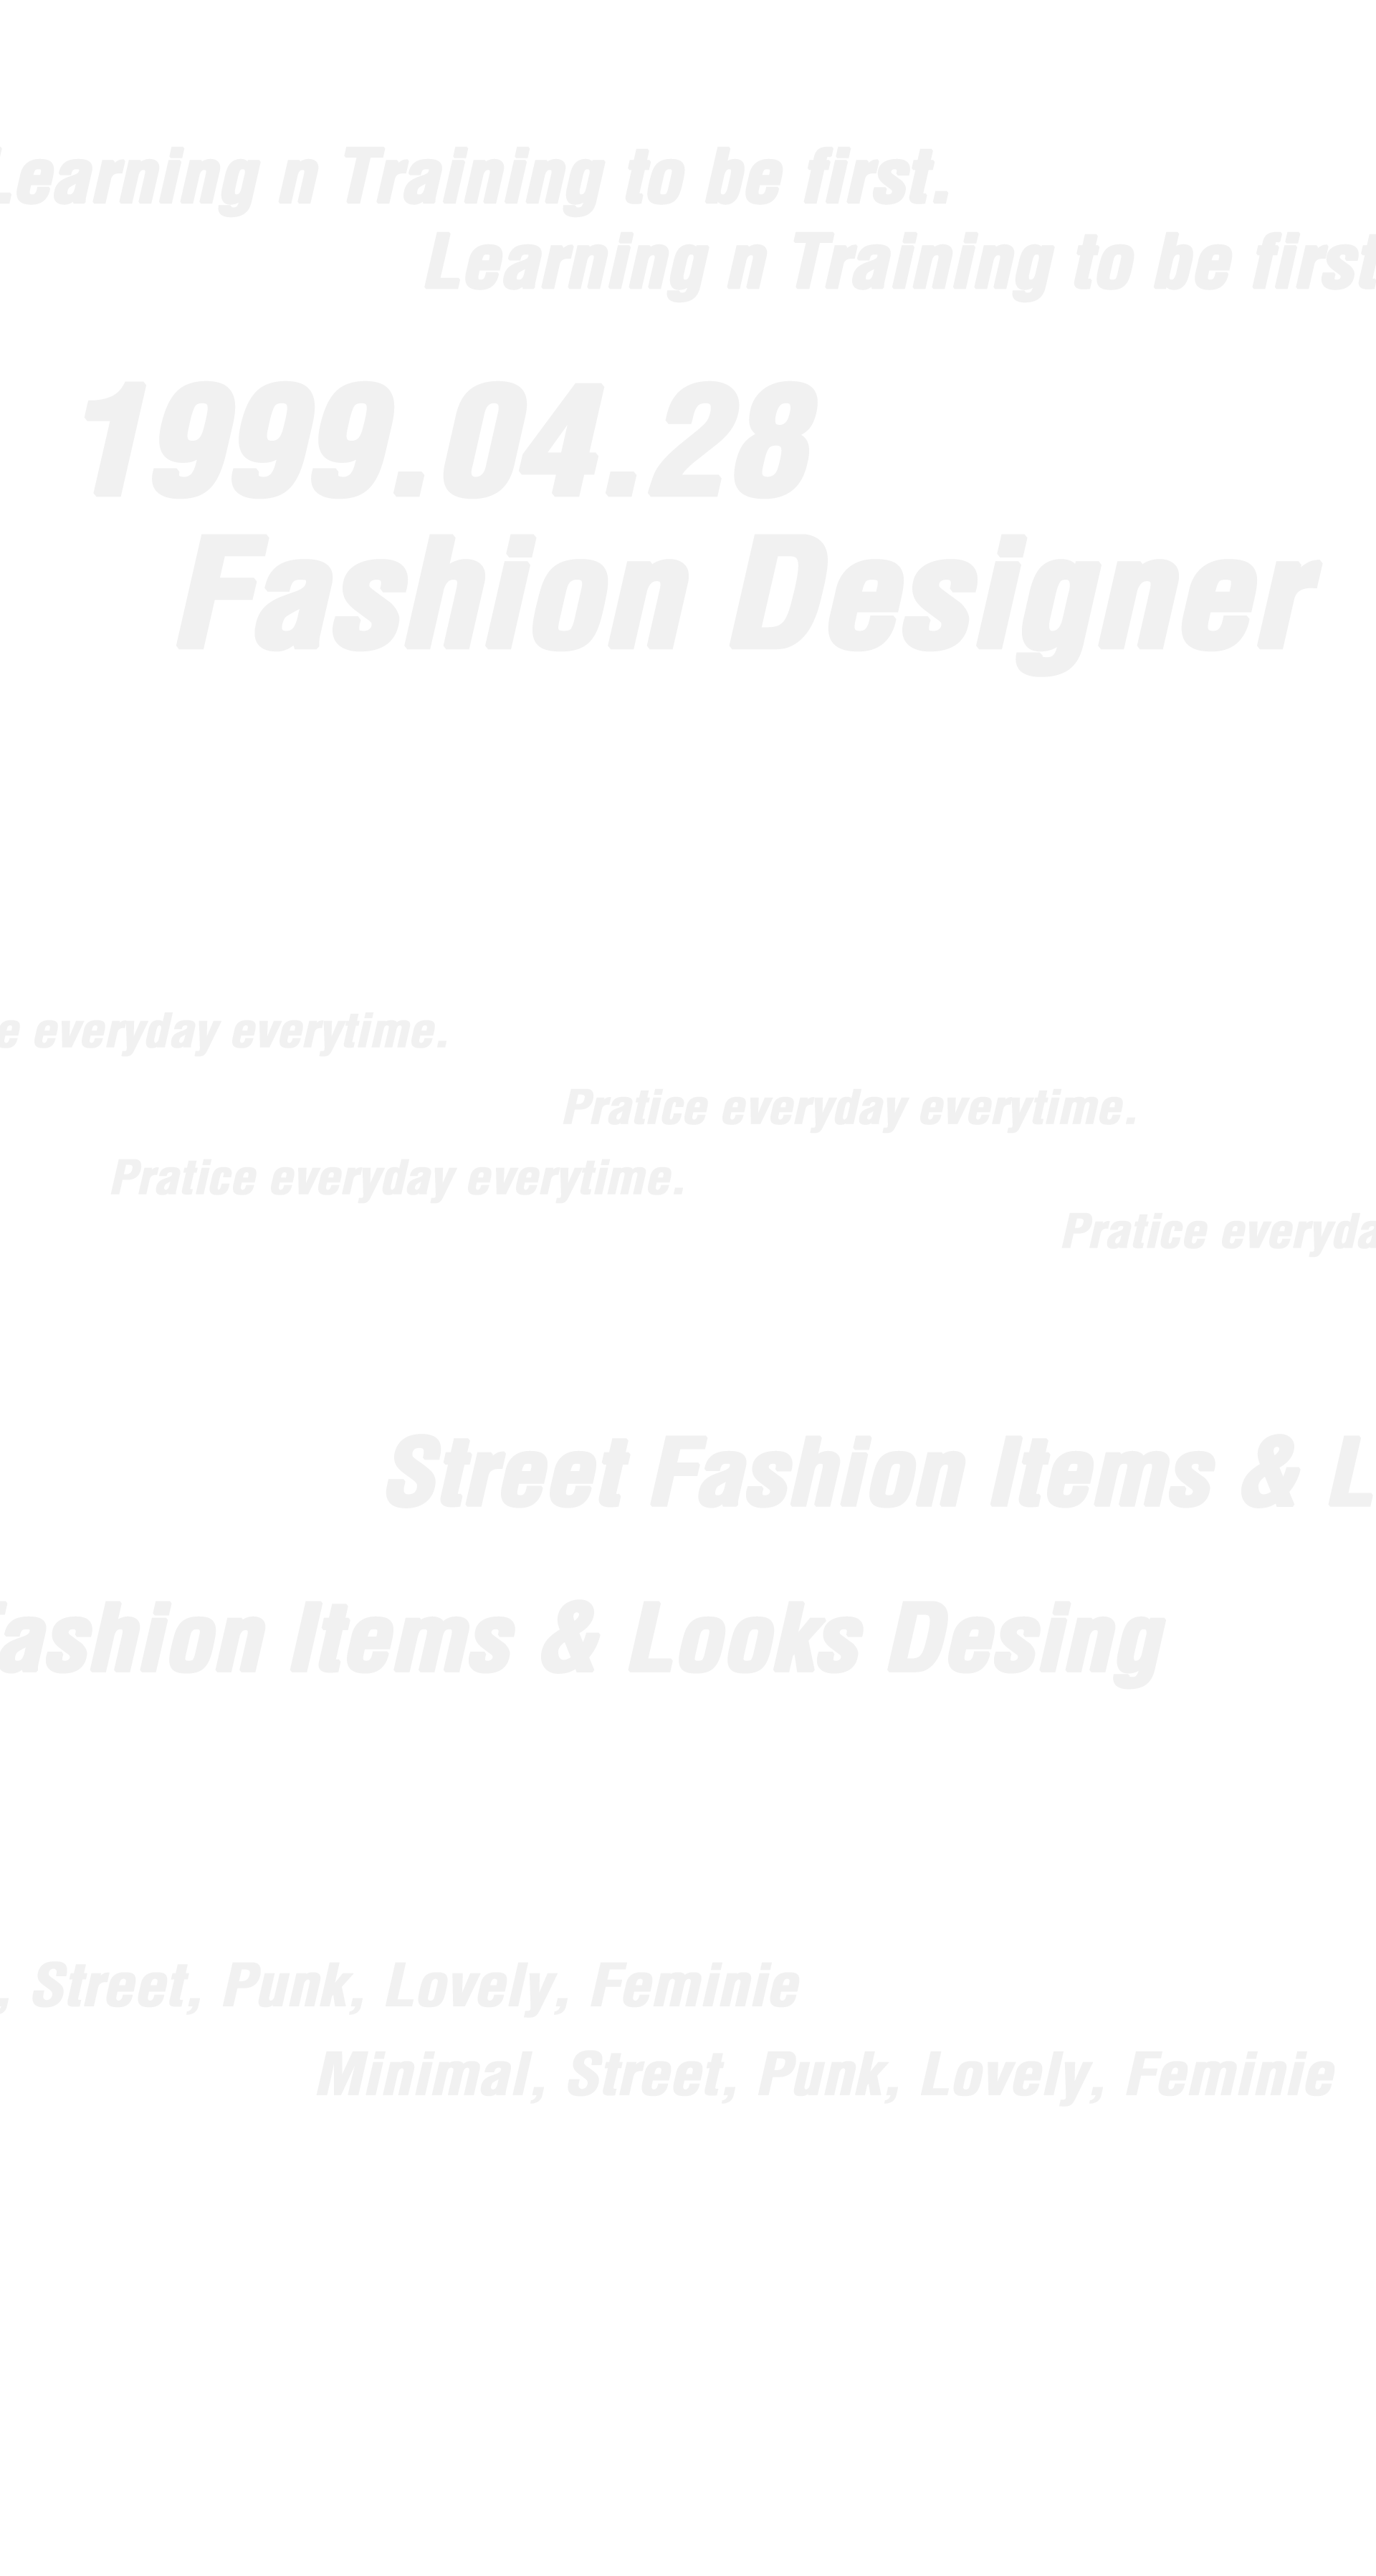 Learning n Training to be first.
Learning n Training to be first
1999.04.28
Fashion Designer
e everyday everytime.
Pratice everyday everytime.
Pratice everyday everytime.
Pratice everyda
Street Fashion Items & L
Fashion Items & Looks Desing
, Street, Punk, Lovely, Feminie
Minimal, Street, Punk, Lovely, Feminie